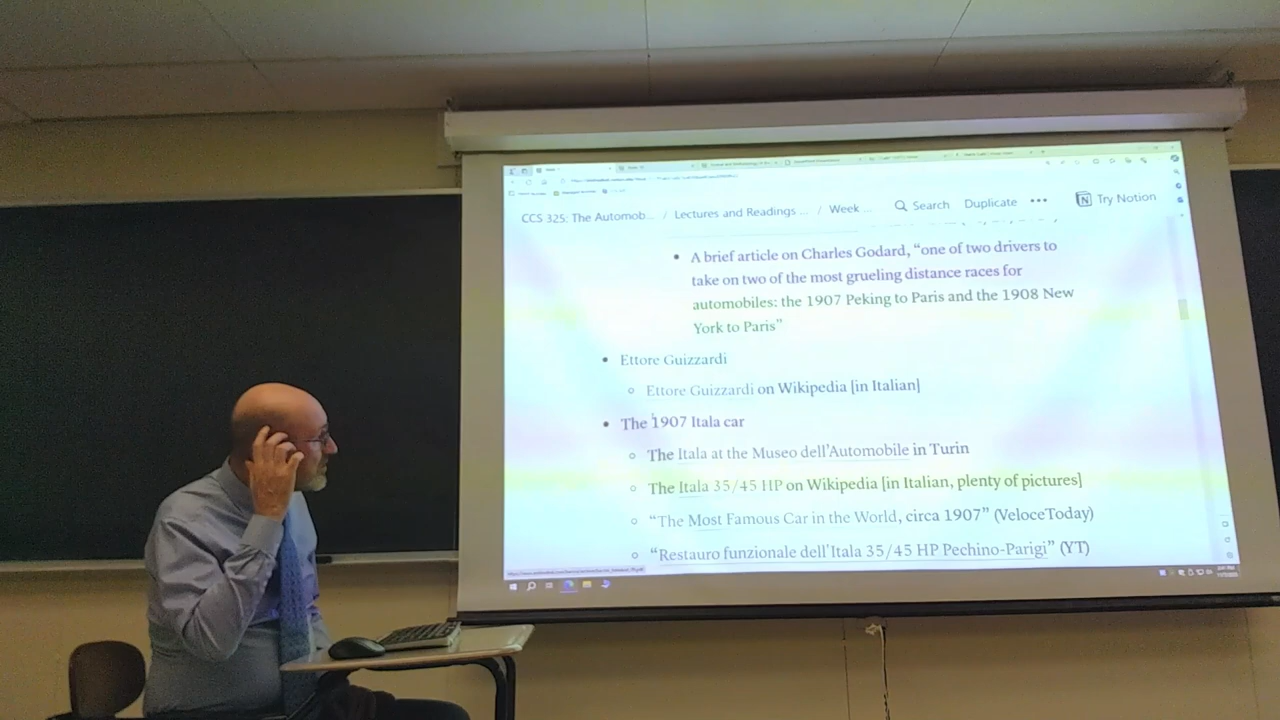 CCS 325: The Automob... / Lectures and Readings ... / Week ... Search Duplicate ••• Try Notion
• A brief article on Charles Godard, “one of two drivers to
take on two of the most grueling distance races for
automobiles: the 1907 Peking to Paris and the 1908 New
York to Paris”
• Ettore Guizzardi
○ Ettore Guizzardi on Wikipedia [in Italian]
• The 1907 Itala car
○ The Itala at the Museo dell’Automobile in Turin
○ The Itala 35/45 HP on Wikipedia [in Italian, plenty of pictures]
○ “The Most Famous Car in the World, circa 1907” (VeloceToday)
○ “Restauro funzionale dell'Itala 35/45 HP Pechino-Parigi” (YT)